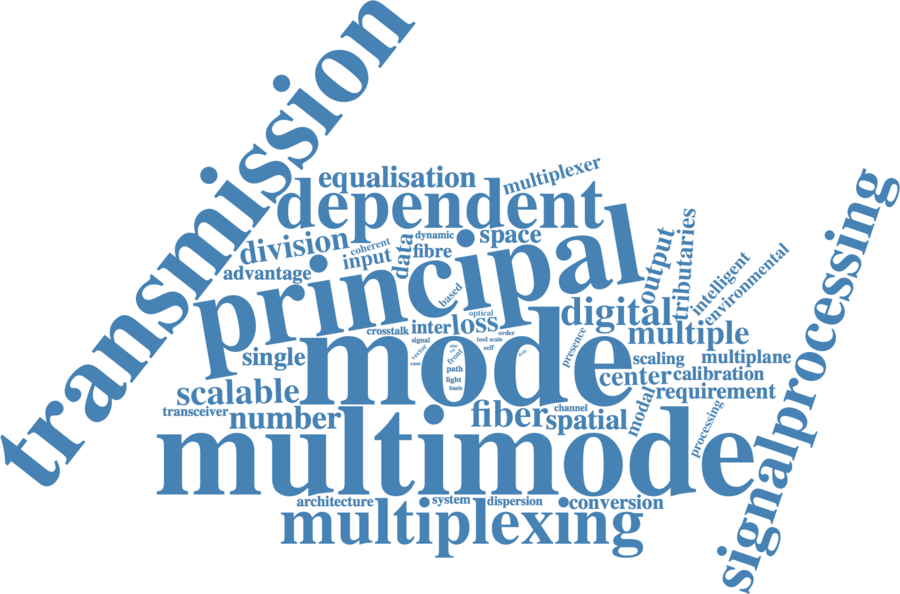 transmission
equalisation
multiplexer
dependent
division
coherent
dynamic
space
input
data
fibre
advantage
principal
output
tributaries
intelligent
environmental
based
optical
digital
crosstalk
inter
loss
order
multiple
signal
tool scale
self
presence
single
mode
vector
front
scaling
multiplane
path
center
calibration
light
basis
scalable
modal
requirement
transceiver
number
fiber
channel
spatial
processing
signalprocessing
multimode
architecture
system
dispersion
conversion
multiplexing